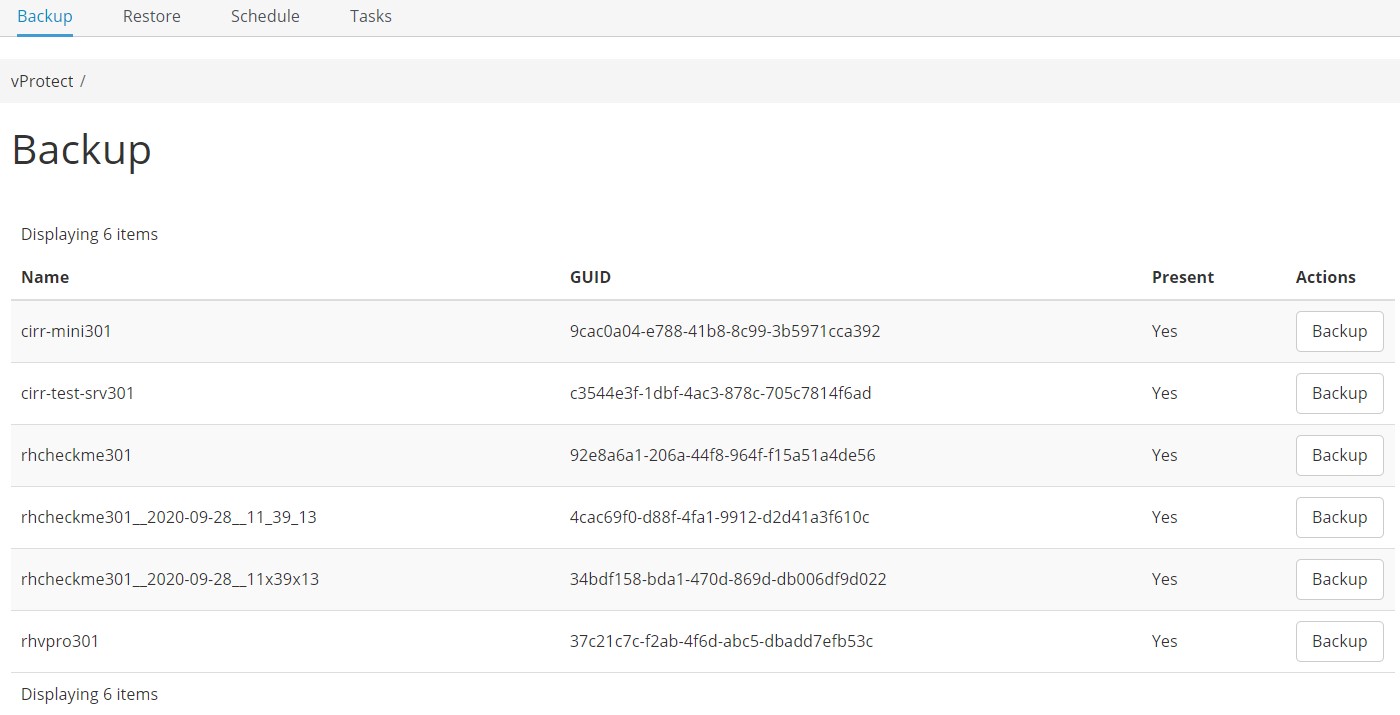 Backup Restore Schedule Tasks
vProtect /
Backup
Displaying 6 items
Name GUID Present Actions
cirr-mini301 9cac0a04-e788-41b8-8c99-3b5971cca392 Yes Backup
cirr-test-srv301 c3544e3f-1dbf-4ac3-878c-705c7814f6ad Yes Backup
rhcheckme301 92e8a6a1-206a-44f8-964f-f15a51a4de56 Yes Backup
rhcheckme301__2020-09-28__11_39_13 4cac69f0-d88f-4fa1-9912-d2d41a3f610c Yes Backup
rhcheckme301__2020-09-28__11x39x13 34bdf158-bda1-470d-869d-db006df9d022 Yes Backup
rhvpro301 37c21c7c-f2ab-4f6d-abc5-dbadd7efb53c Yes Backup
Displaying 6 items